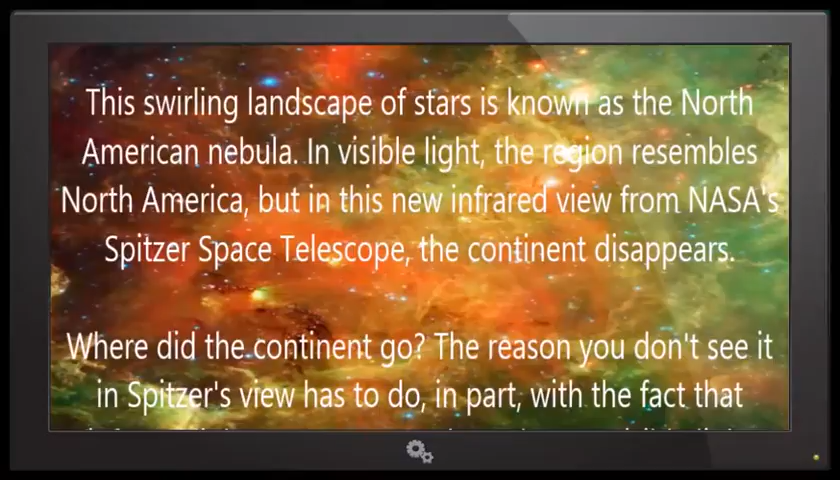 This swirling landscape of stars is known as the North
American nebula. In visible light, the region resembles
North America, but in this new infrared view from NASA's
Spitzer Space Telescope, the continent disappears.
Where did the continent go? The reason you don't see it
in Spitzer's view has to do, in part, with the fact that